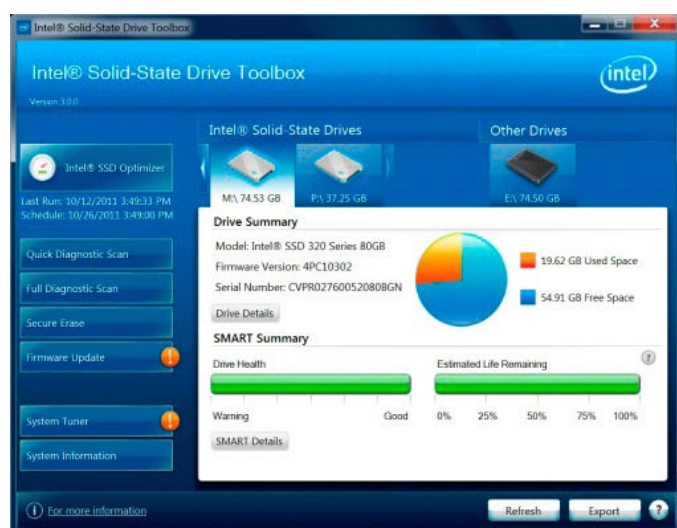 Intel® Solid-State Drive Toolbox
Intel® Solid-State Drive Toolbox
intel
Version 3.0.0
Intel® Solid-State Drives
Other Drives
Intel® SSD Optimizer
M:\ 74.53 GB
P:\ 37.25 GB
E:\ 74.50 GB
Last Run: 10/12/2011 3:49:33 PM
Schedule: 10/26/2011 3:49:00 PM
Quick Diagnostic Scan
Full Diagnostic Scan
Secure Erase
Firmware Update
System Tuner
System Information
Drive Summary
Model: Intel® SSD 320 Series 80GB
Firmware Version: 4PC10302
Serial Number: CVPR02760052080BGN
Drive Details
19.62 GB Used Space
54.91 GB Free Space
SMART Summary
Drive Health
Estimated Life Remaining
?
Warning
Good
0%
25%
50%
75%
100%
SMART Details
i
For more information
Refresh
Export
?